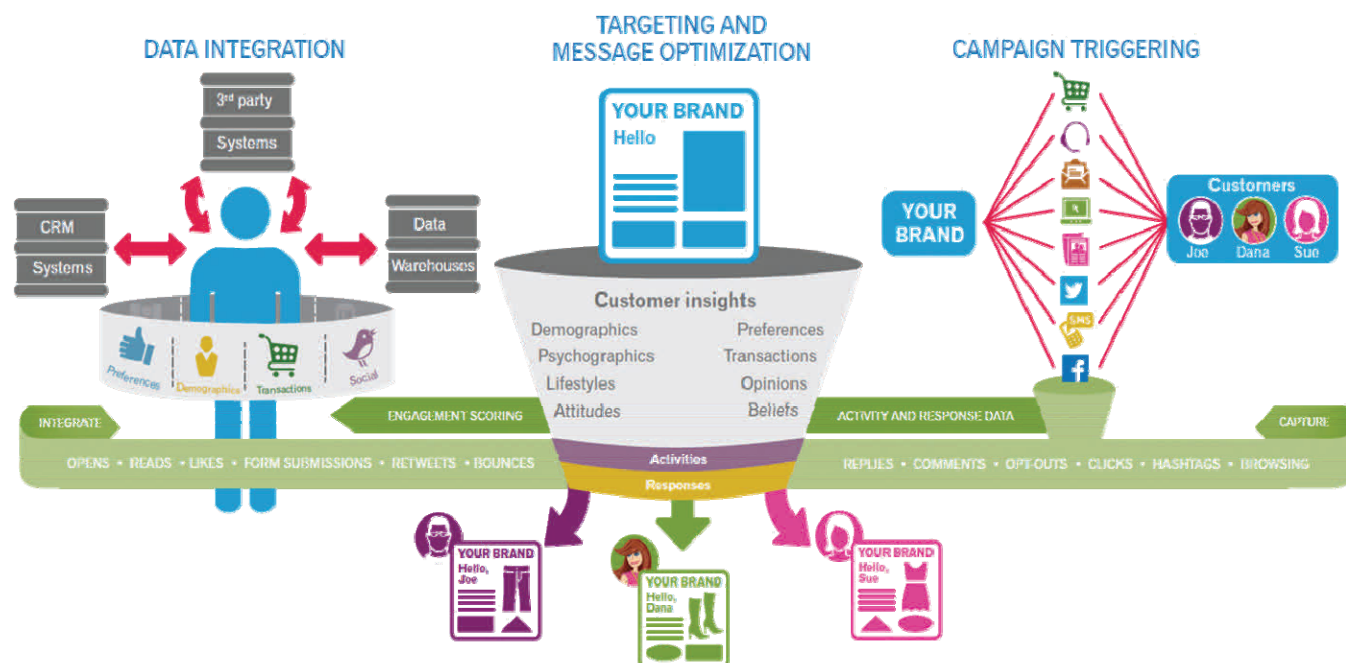 DATA INTEGRATION
3rd party
Systems
CRM
Systems
Data
Warehouses
Preferences
Demographics
Transactions
Social
TARGETING AND
MESSAGE OPTIMIZATION
YOUR BRAND
Hello
Customer insights
Demographics
Preferences
Psychographics
Transactions
Lifestyles
Opinions
Attitudes
Beliefs
Activities
Responses
CAMPAIGN TRIGGERING
YOUR
BRAND
SMS
Customers
Joe
Dana
Sue
INTEGRATE
ENGAGEMENT SCORING
ACTIVITY AND RESPONSE DATA
CAPTURE
OPENS • READS • LIKES • FORM SUBMISSIONS • RETWEETS • BOUNCES
REPLIES • COMMENTS • OPT-OUTS • CLICKS • HASHTAGS • BROWSING
YOUR BRAND
Hello,
Joe
YOUR BRAND
Hello,
Dana
YOUR BRAND
Hello,
Sue